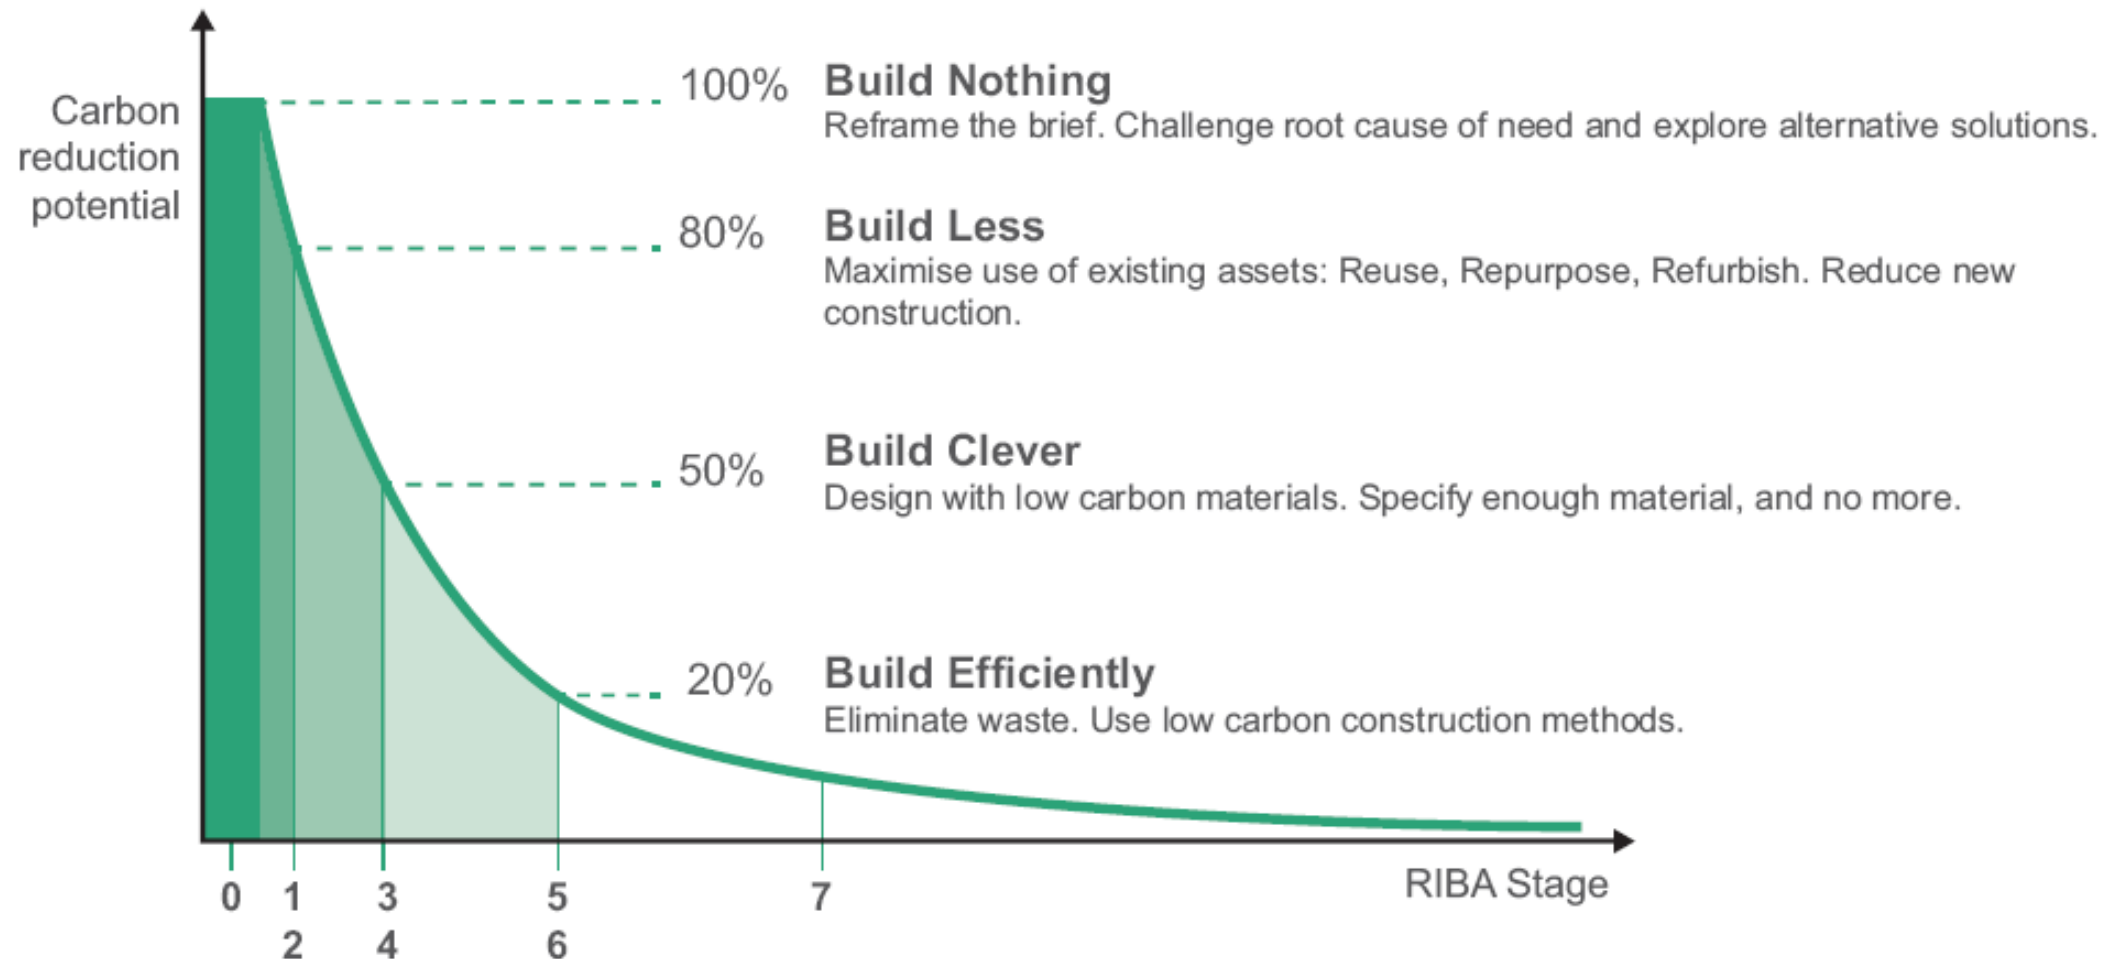 Carbon
reduction
potential
100%
Build Nothing
Reframe the brief. Challenge root cause of need and explore alternative solutions.
80%
Build Less
Maximise use of existing assets: Reuse, Repurpose, Refurbish. Reduce new
construction.
50%
Build Clever
Design with low carbon materials. Specify enough material, and no more.
20%
Build Efficiently
Eliminate waste. Use low carbon construction methods.
RIBA Stage
0 1 3 5 7
2 4 6